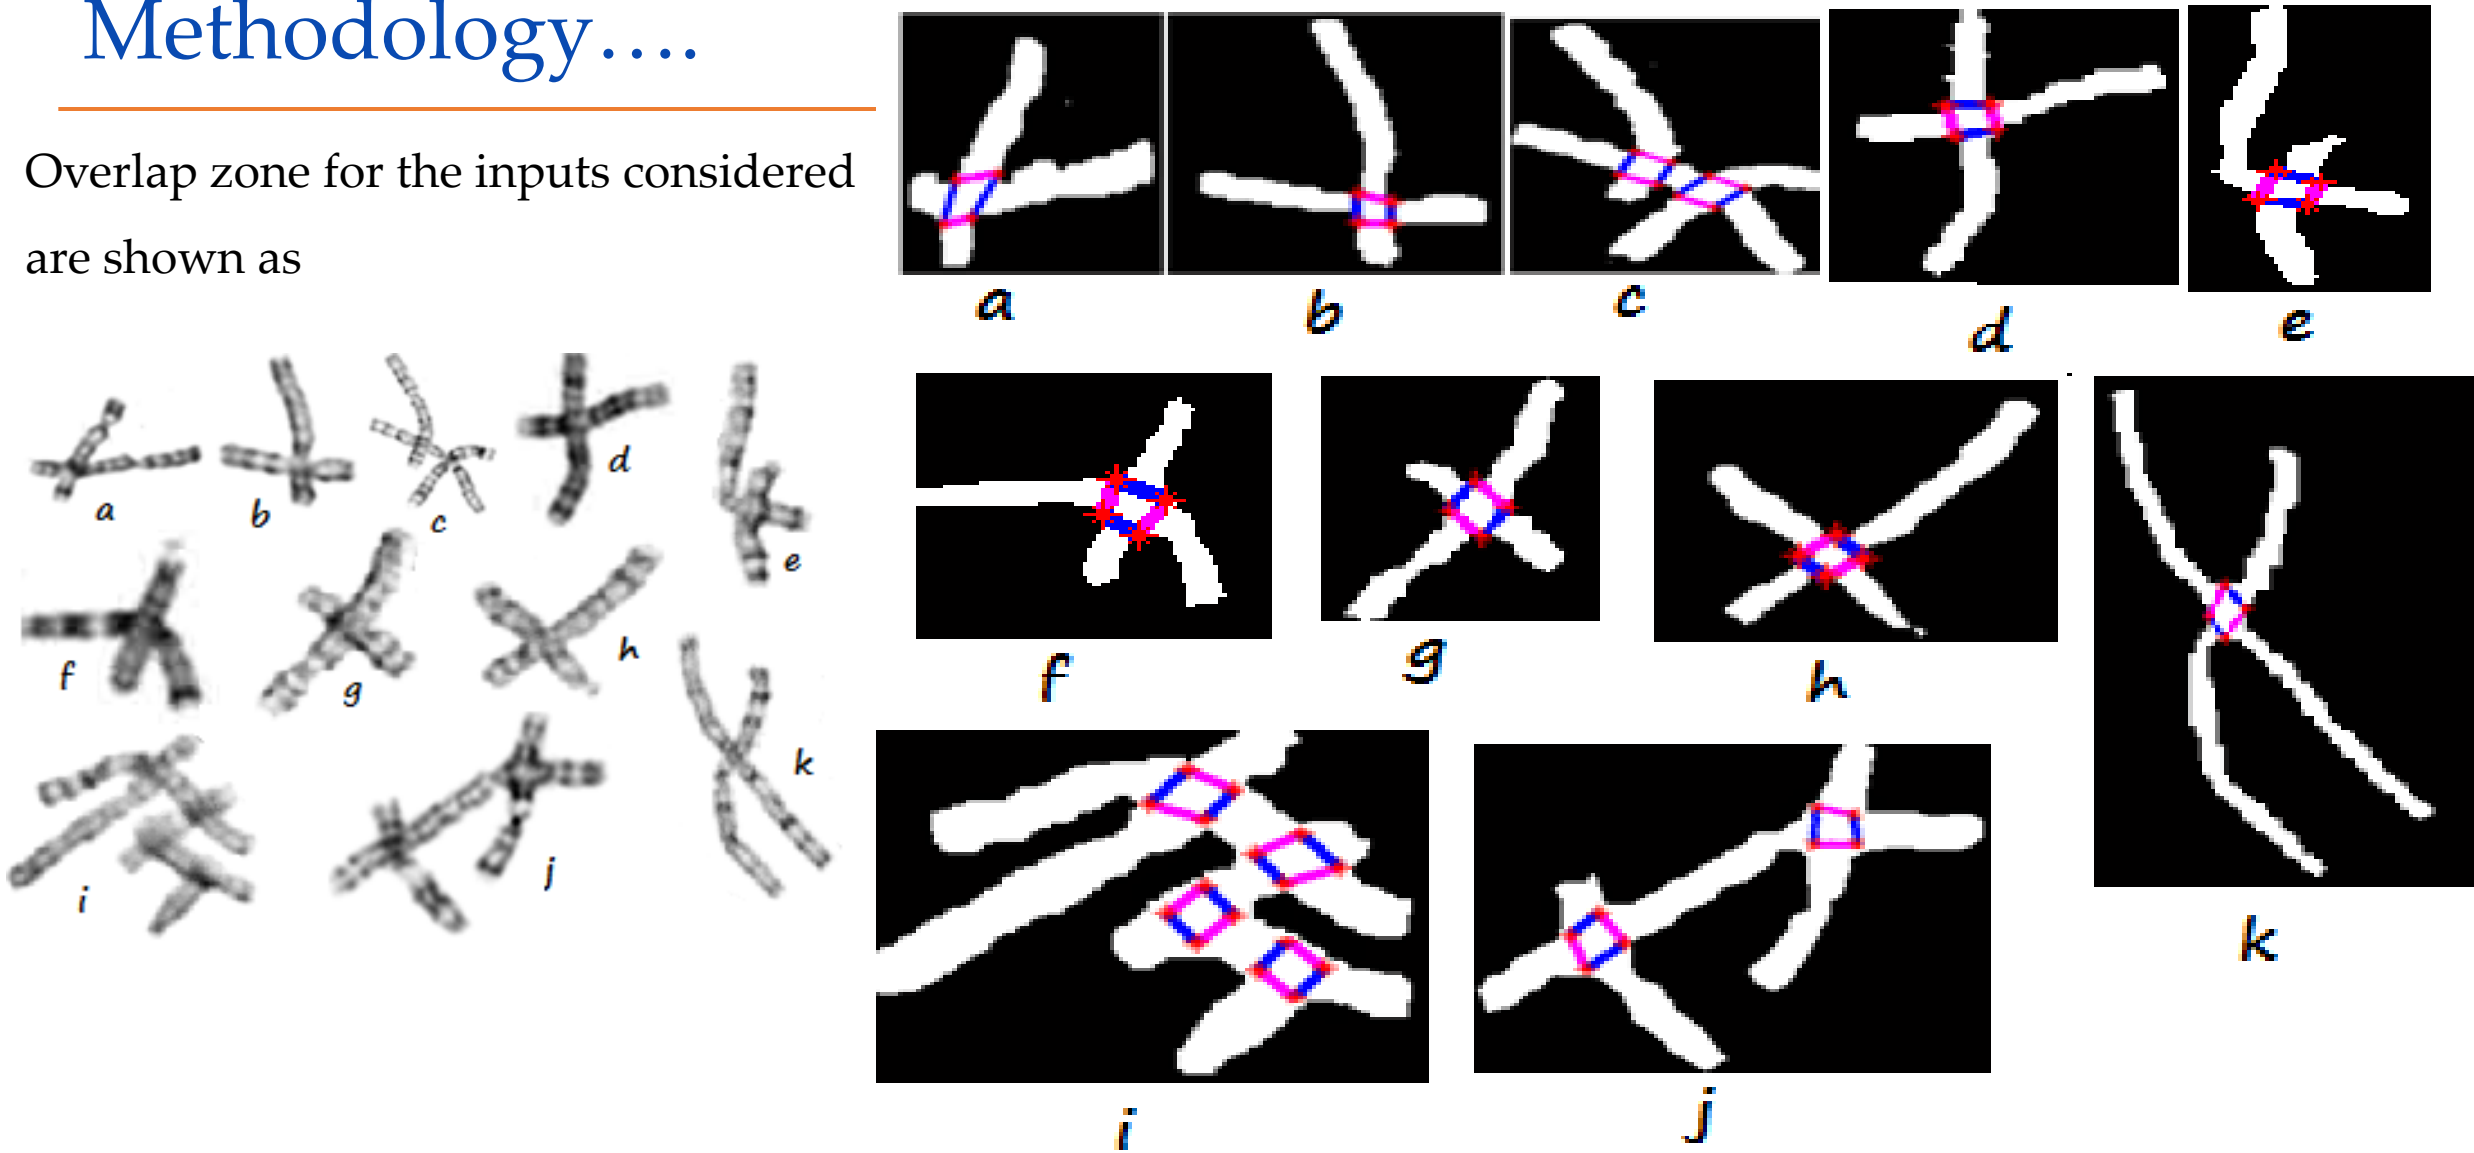 Methodology….
Overlap zone for the inputs considered
are shown as
a
b
c
d
e
f
g
h
i
j
k
a
b
c
d
e
f
g
h
k
i
j